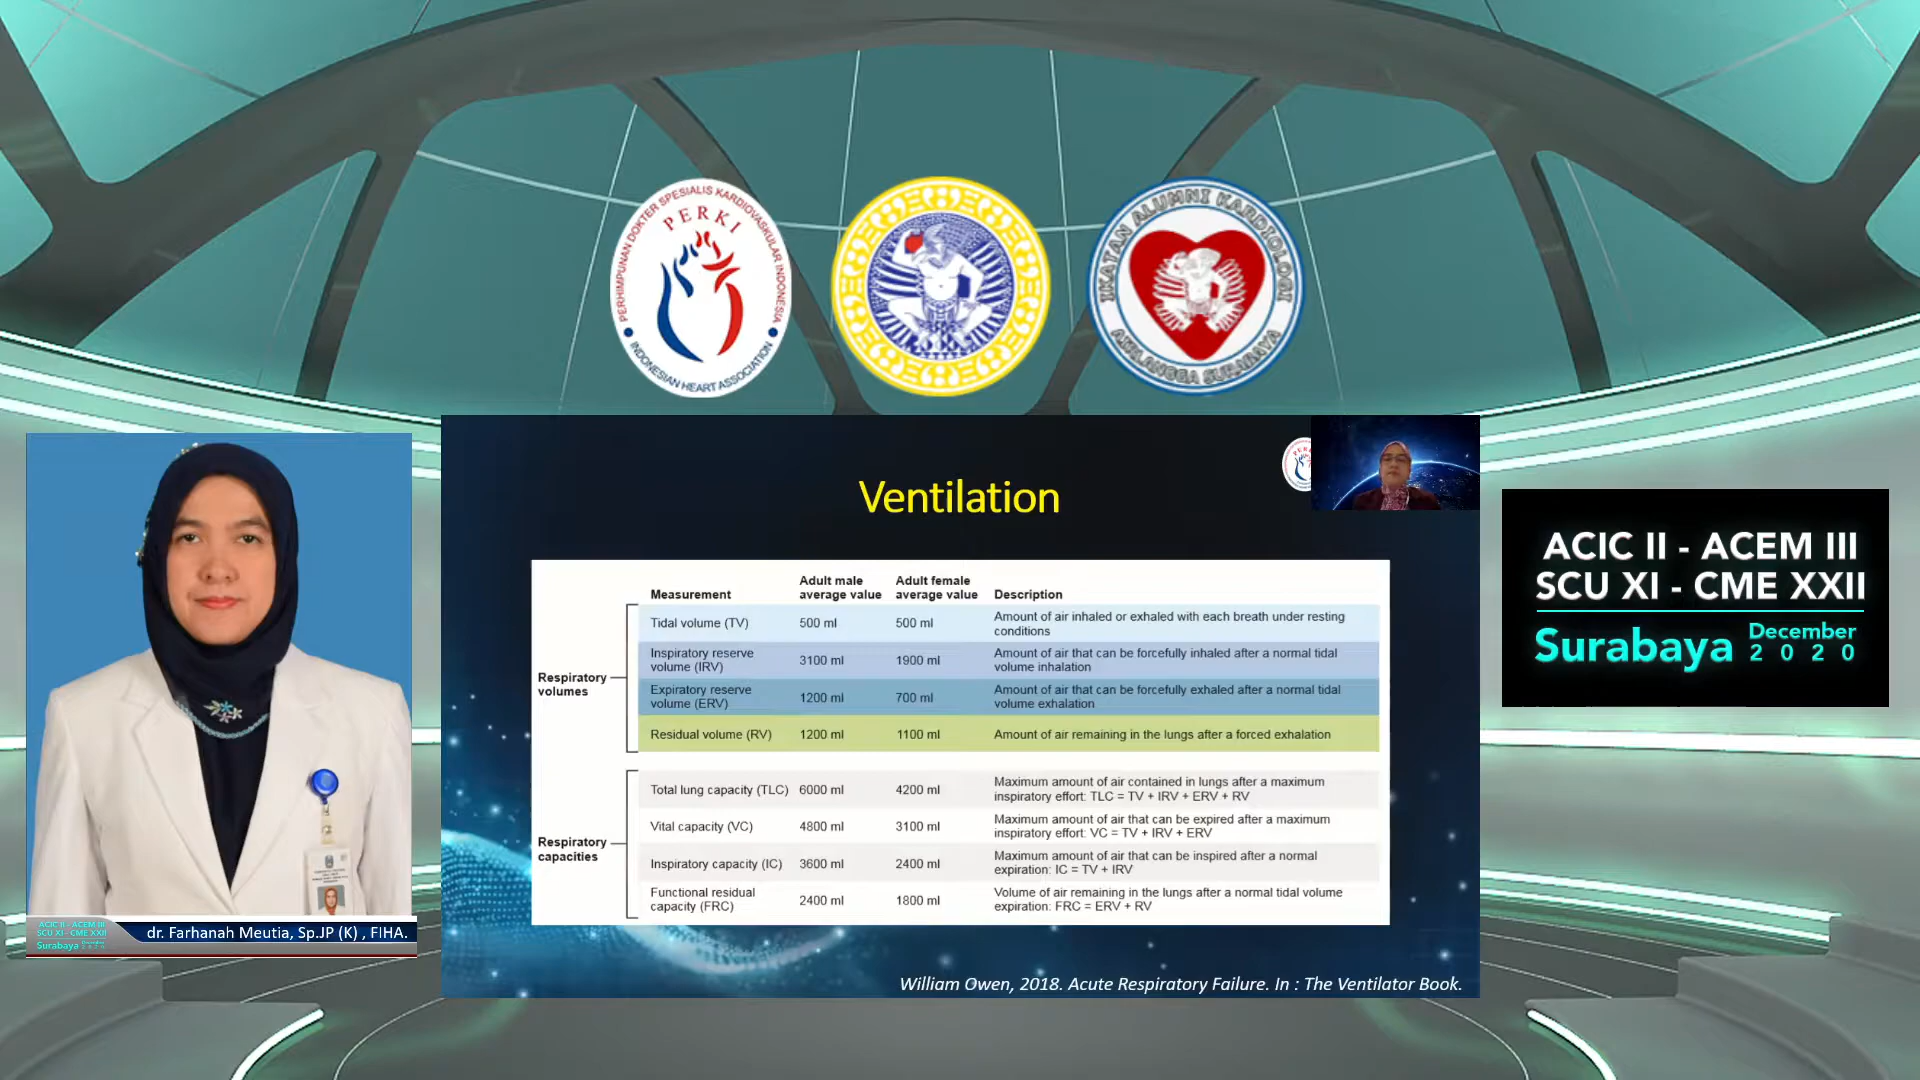 PERHIMPUNAN DOKTER SPESIALIS KARDIOVASKULAR INDONESIA
PERKI
INDONESIAN HEART ASSOCIATION
IKATAN ALUMNI KARDIOLOGI
AIRLANGGA SURABAYA
Ventilation
Measurement Adult male average value Adult female average value Description
Respiratory volumes
Tidal volume (TV) 500 ml 500 ml Amount of air inhaled or exhaled with each breath under resting conditions
Inspiratory reserve volume (IRV) 3100 ml 1900 ml Amount of air that can be forcefully inhaled after a normal tidal volume inhalation
Expiratory reserve volume (ERV) 1200 ml 700 ml Amount of air that can be forcefully exhaled after a normal tidal volume exhalation
Residual volume (RV) 1200 ml 1100 ml Amount of air remaining in the lungs after a forced exhalation
Respiratory capacities
Total lung capacity (TLC) 6000 ml 4200 ml Maximum amount of air contained in lungs after a maximum inspiratory effort: TLC = TV + IRV + ERV + RV
Vital capacity (VC) 4800 ml 3100 ml Maximum amount of air that can be expired after a maximum inspiratory effort: VC = TV + IRV + ERV
Inspiratory capacity (IC) 3600 ml 2400 ml Maximum amount of air that can be inspired after a normal expiration: IC = TV + IRV
Functional residual capacity (FRC) 2400 ml 1800 ml Volume of air remaining in the lungs after a normal tidal volume expiration: FRC = ERV + RV
William Owen, 2018. Acute Respiratory Failure. In : The Ventilator Book.
ACIC II - ACEM III
SCU XI - CME XXII
Surabaya December 2020
ACIC II - ACEM III
SCU XI - CME XXII
Surabaya December
dr. Farhanah Meutia, Sp.JP (K) , FIHA.